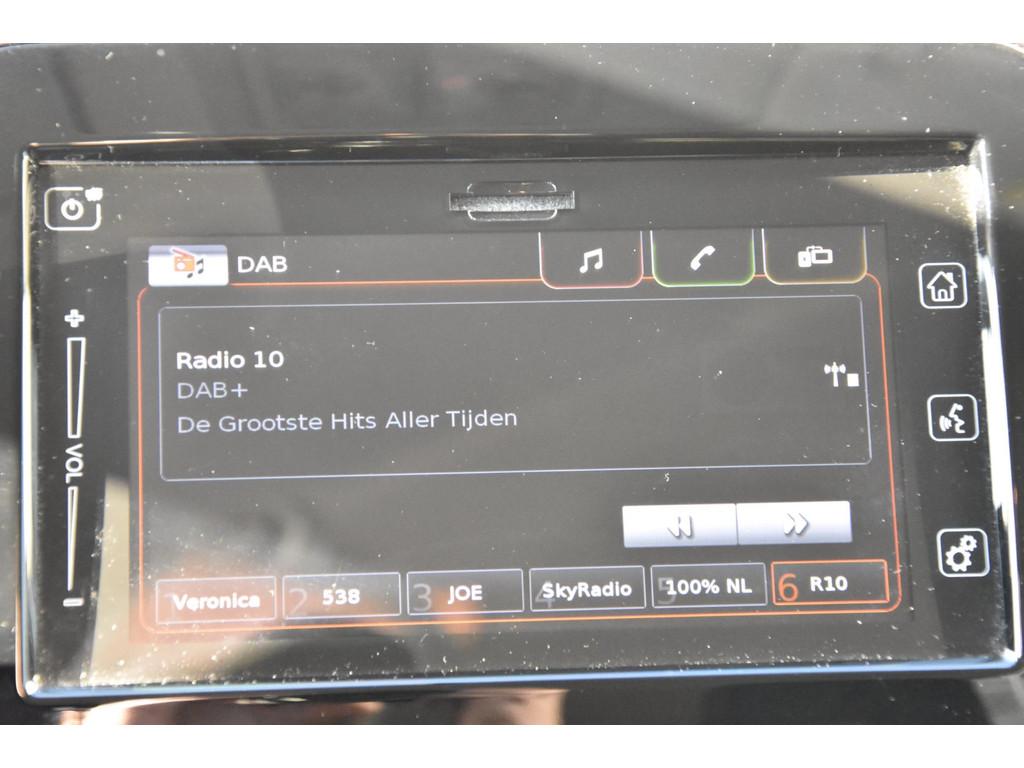 DAB
Radio 10
DAB+
De Grootste Hits Aller Tijden
VOL
Veronica
2 538
3 JOE
4 SkyRadio
5 100% NL
6 R10